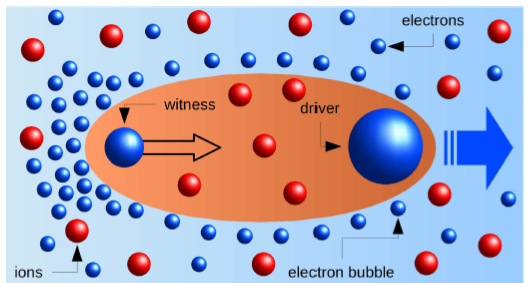 electrons
witness
driver
ions
electron bubble